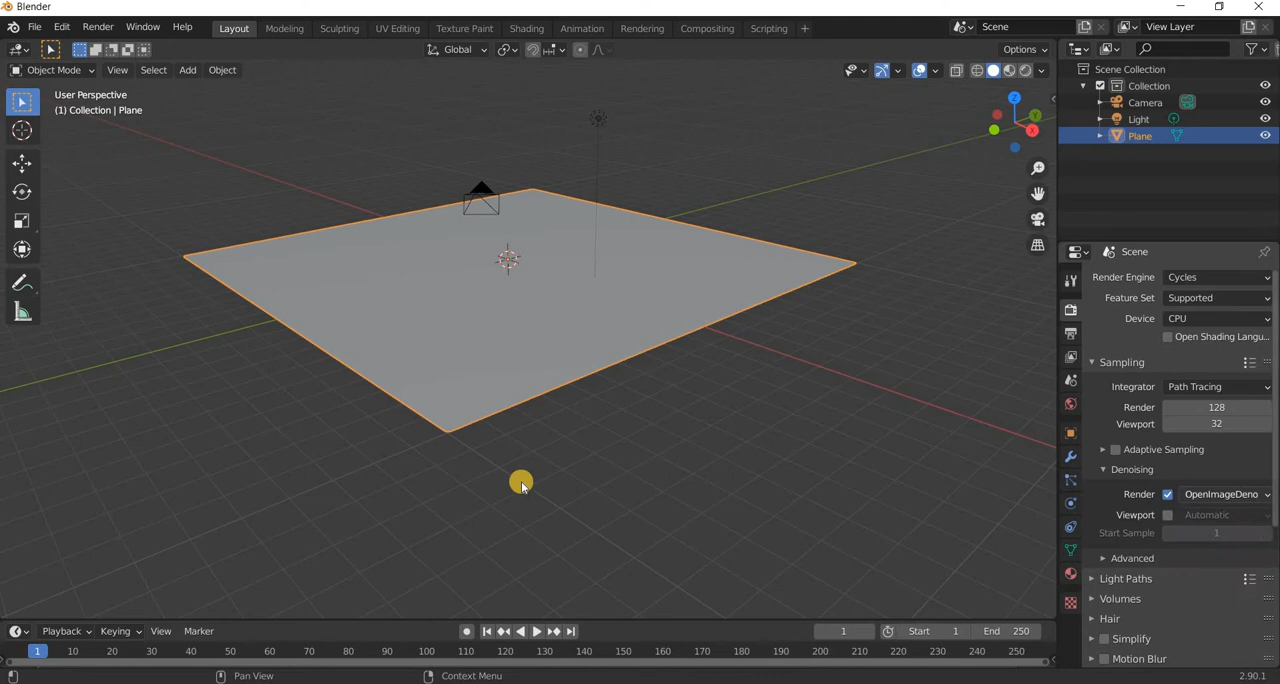 Blender
File Edit Render Window Help Layout Modeling Sculpting UV Editing Texture Paint Shading Animation Rendering Compositing Scripting + Scene View Layer
Global Options
Object Mode View Select Add Object
User Perspective
(1) Collection | Plane
Z
Y
X
Scene Collection
Collection
Camera
Light
Plane
Scene
Render Engine Cycles
Feature Set Supported
Device CPU
Open Shading Langu...
Sampling
Integrator Path Tracing
Render 128
Viewport 32
Adaptive Sampling
Denoising
Render OpenImageDeno
Viewport Automatic
Start Sample 1
Advanced
Light Paths
Volumes
Hair
Simplify
Motion Blur
Playback Keying View Marker 1 Start 1 End 250
1 10 20 30 40 50 60 70 80 90 100 110 120 130 140 150 160 170 180 190 200 210 220 230 240 250
Pan View Context Menu 2.90.1